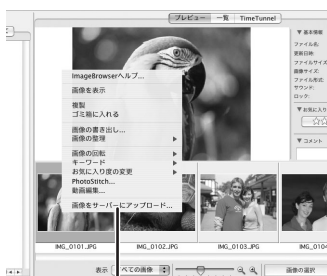 プレビュー 一覧 TimeTunnel
▼基本情報
ファイル名:
更新日時:
ファイルサイズ
画像サイズ:
ファイル形式:
サウンド:
ロック:
▼お気に入り
▼コメント
ImageBrowserヘルプ...
画像を表示
複製
ゴミ箱に入れる
画像の書き出し...
画像の整理
画像の回転
キーワード
お気に入り度の変更
PhotoStitch...
動画編集...
画像をサーバーにアップロード...
IMG_0101.JPG IMG_0102.JPG IMG_0103.JPG IMG_0104
表示 べての画像 画像の選択